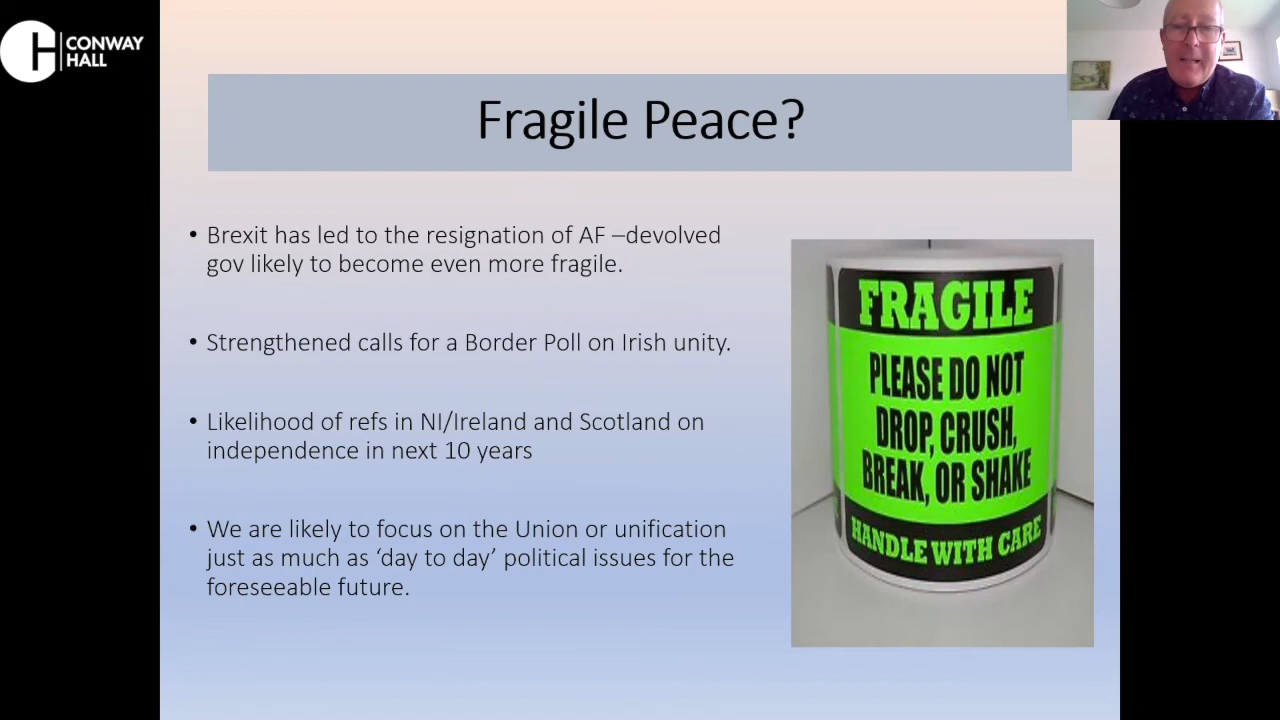 CONWAY
HALL
Fragile Peace?
• Brexit has led to the resignation of AF –devolved
gov likely to become even more fragile.
• Strengthened calls for a Border Poll on Irish unity.
• Likelihood of refs in NI/Ireland and Scotland on
independence in next 10 years
• We are likely to focus on the Union or unification
just as much as ‘day to day’ political issues for the
foreseeable future.
FRAGILE
PLEASE DO NOT
DROP, CRUSH,
BREAK, OR SHAKE
HANDLE WITH CARE